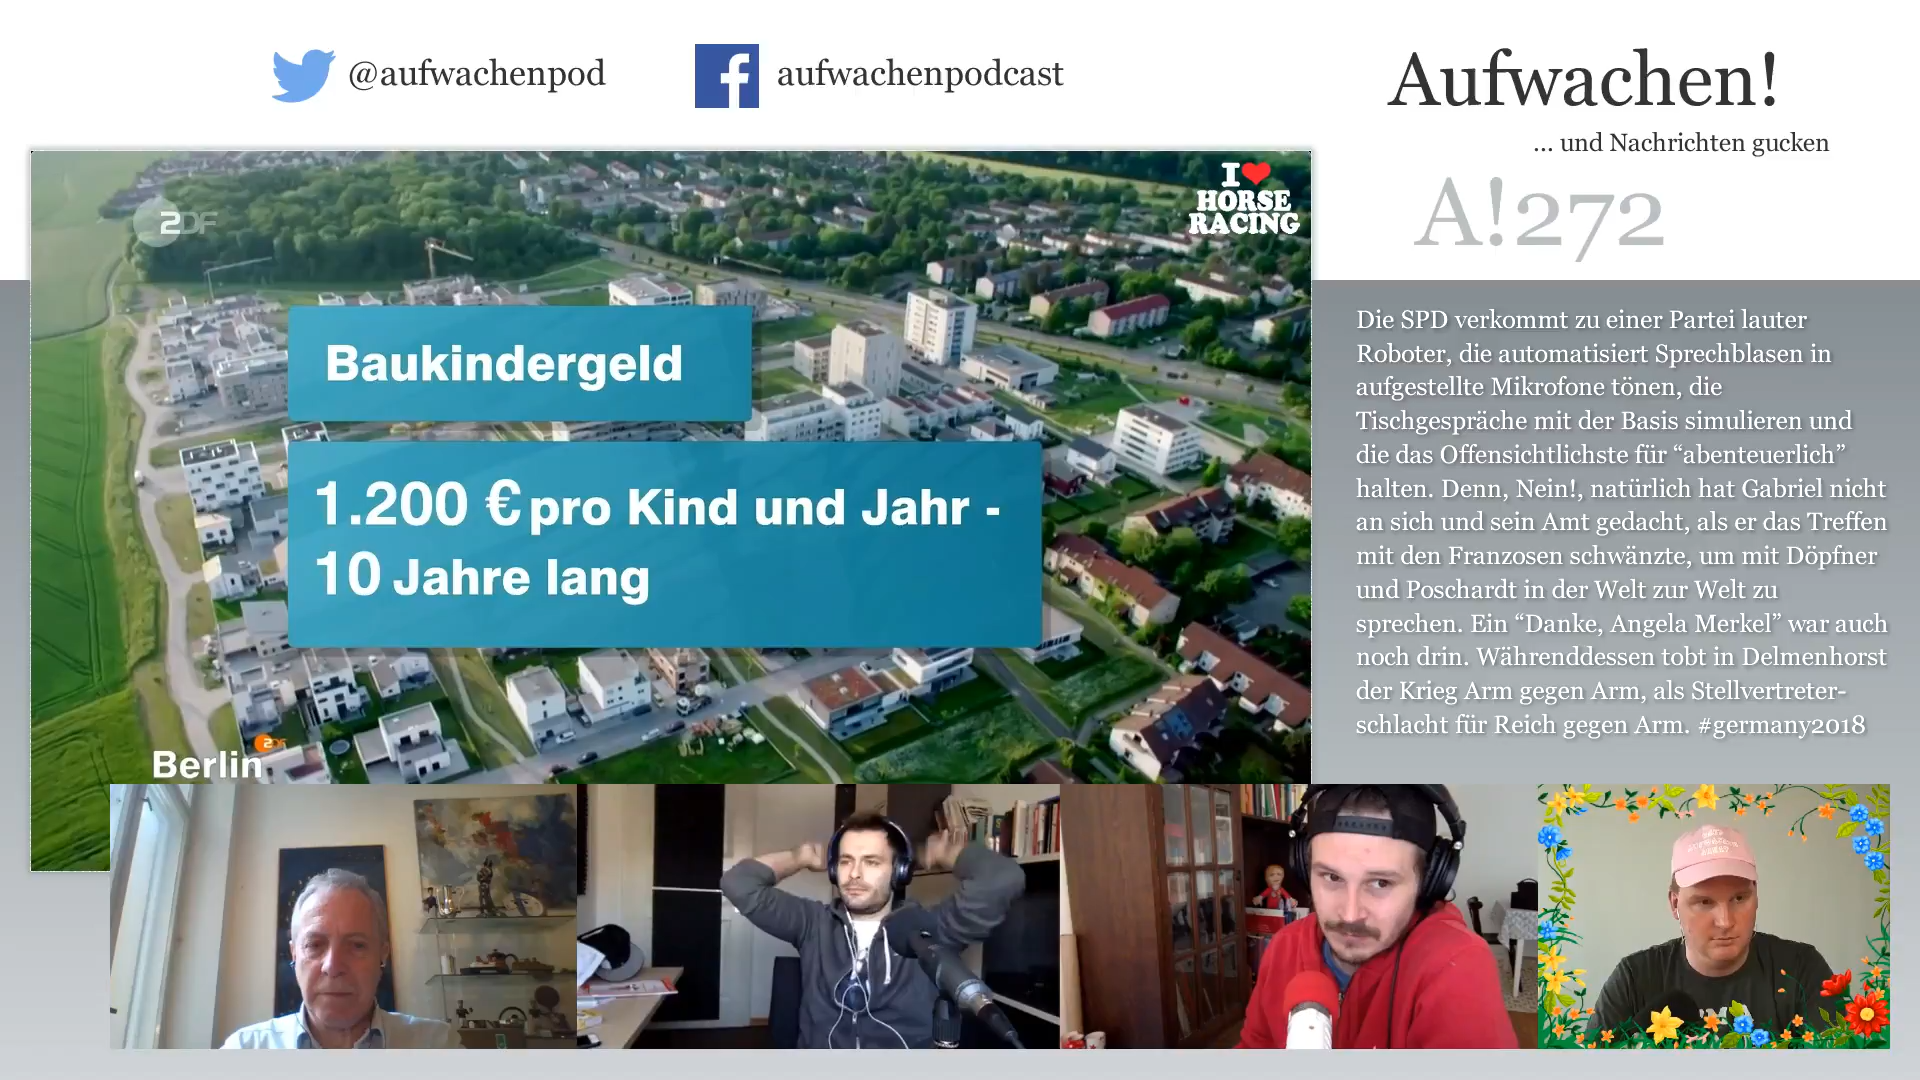 @aufwachenpod
aufwachenpodcast
Aufwachen!
... und Nachrichten gucken
A!272
ZDF
I
HORSE
RACING
Baukindergeld
1.200 € pro Kind und Jahr -
10 Jahre lang
Berlin
Die SPD verkommt zu einer Partei lauter
Roboter, die automatisiert Sprechblasen in
aufgestellte Mikrofone tönen, die
Tischgespräche mit der Basis simulieren und
die das Offensichtlichste für “abenteuerlich”
halten. Denn, Nein!, natürlich hat Gabriel nicht
an sich und sein Amt gedacht, als er das Treffen
mit den Franzosen schwänzte, um mit Döpfner
und Poschardt in der Welt zur Welt zu
sprechen. Ein “Danke, Angela Merkel” war auch
noch drin. Währenddessen tobt in Delmenhorst
der Krieg Arm gegen Arm, als Stellvertreter-
schlacht für Reich gegen Arm. #germany2018